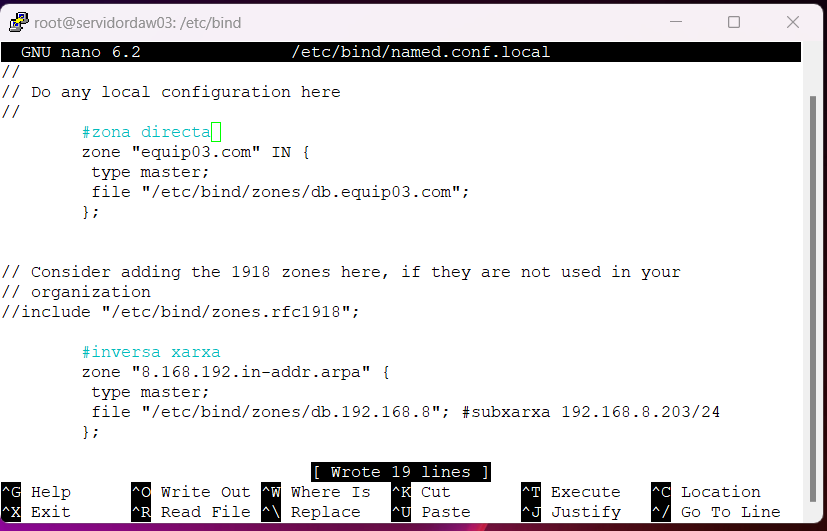 root@servidordaw03: /etc/bind
GNU nano 6.2 /etc/bind/named.conf.local
//
// Do any local configuration here
//
#zona directa
zone "equip03.com" IN {
type master;
file "/etc/bind/zones/db.equip03.com";
};
// Consider adding the 1918 zones here, if they are not used in your
// organization
//include "/etc/bind/zones.rfc1918";
#inversa xarxa
zone "8.168.192.in-addr.arpa" {
type master;
file "/etc/bind/zones/db.192.168.8"; #subxarxa 192.168.8.203/24
};
[ Wrote 19 lines ]
^G Help ^O Write Out ^W Where Is ^K Cut ^T Execute ^C Location
^X Exit ^R Read File ^\ Replace ^U Paste ^J Justify ^/ Go To Line